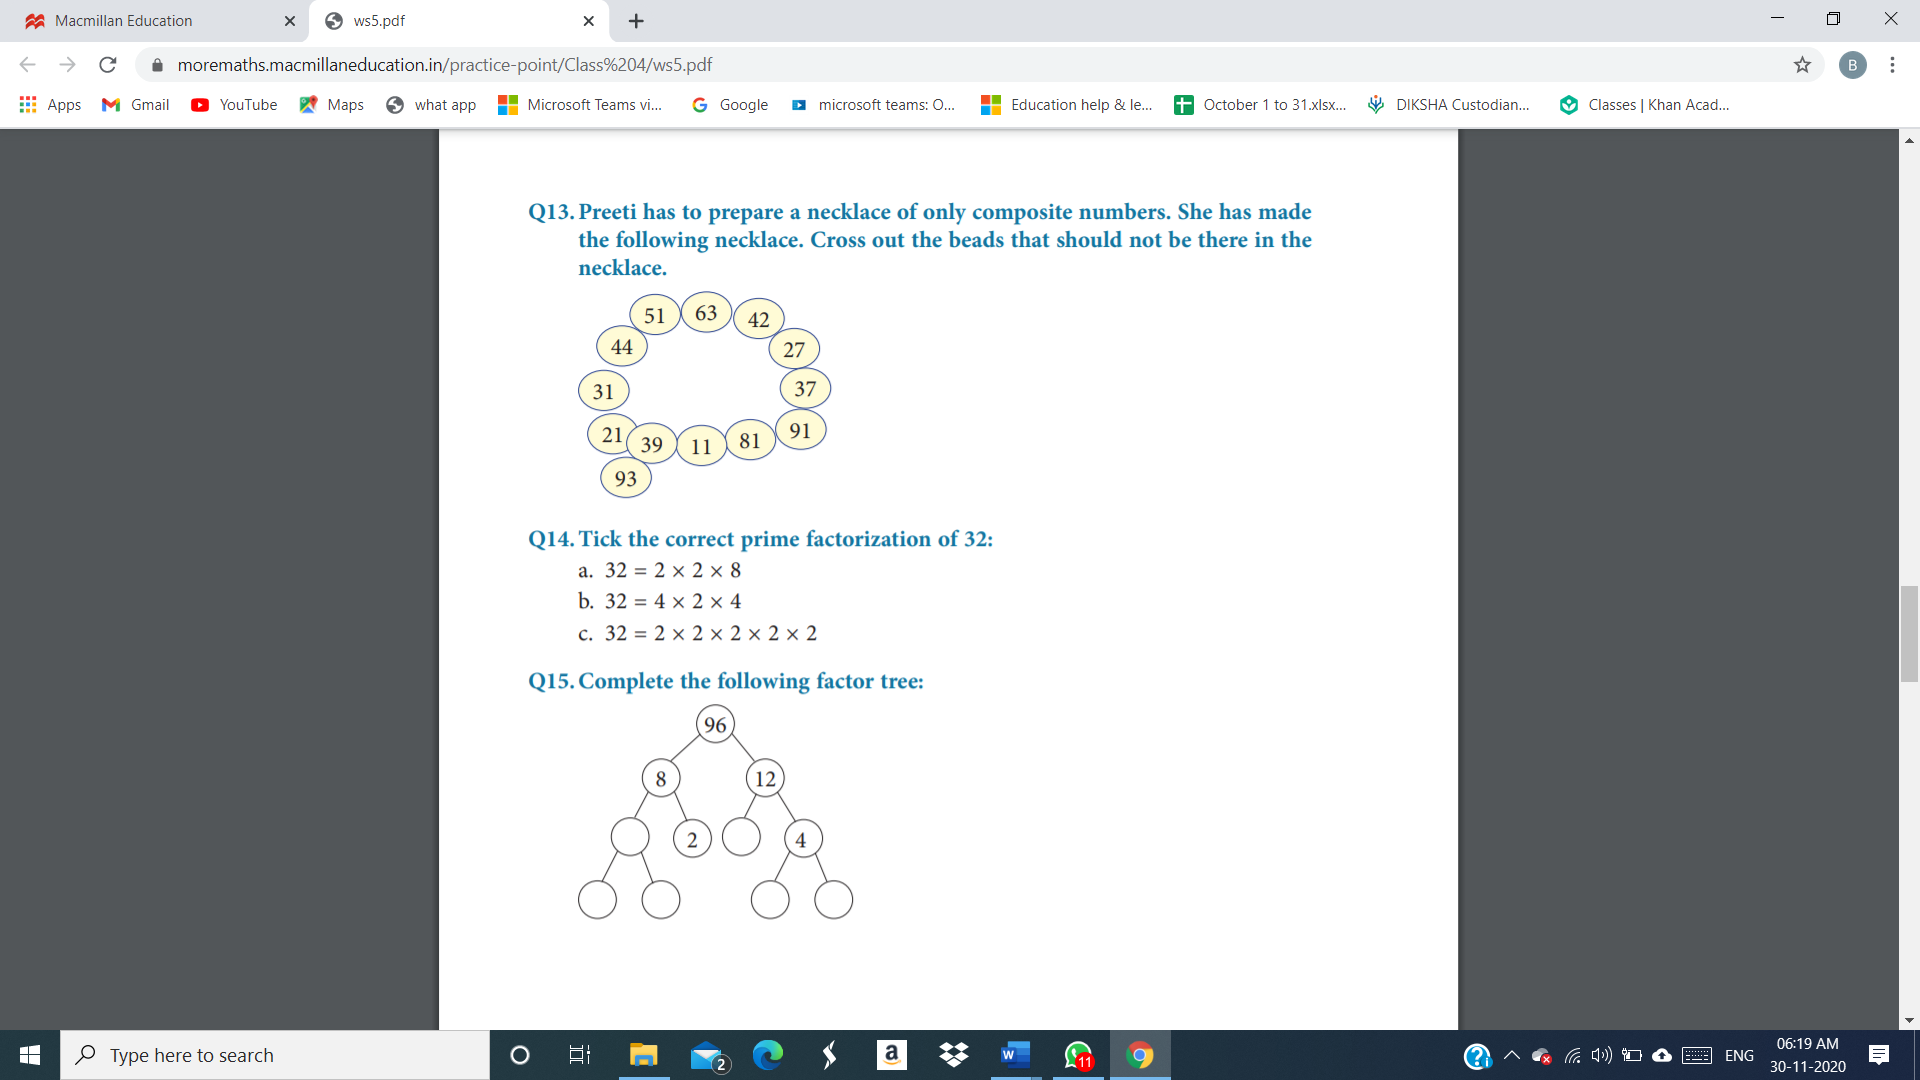 Macmillan Education
ws5.pdf
moremaths.macmillaneducation.in/practice-point/Class%204/ws5.pdf
B
Apps
Gmail
YouTube
Maps
what app
Microsoft Teams vi...
Google
microsoft teams: O...
Education help & le...
October 1 to 31.xlsx...
DIKSHA Custodian...
Classes | Khan Acad...
Q13. Preeti has to prepare a necklace of only composite numbers. She has made
the following necklace. Cross out the beads that should not be there in the
necklace.
51 63 42
44 27
31 37
21 39 11 81 91
93
Q14. Tick the correct prime factorization of 32:
a. 32 = 2 × 2 × 8
b. 32 = 4 × 2 × 4
c. 32 = 2 × 2 × 2 × 2 × 2
Q15. Complete the following factor tree:
96
8 12
2 4
Type here to search
2
a
W
11
ENG
06:19 AM
30-11-2020